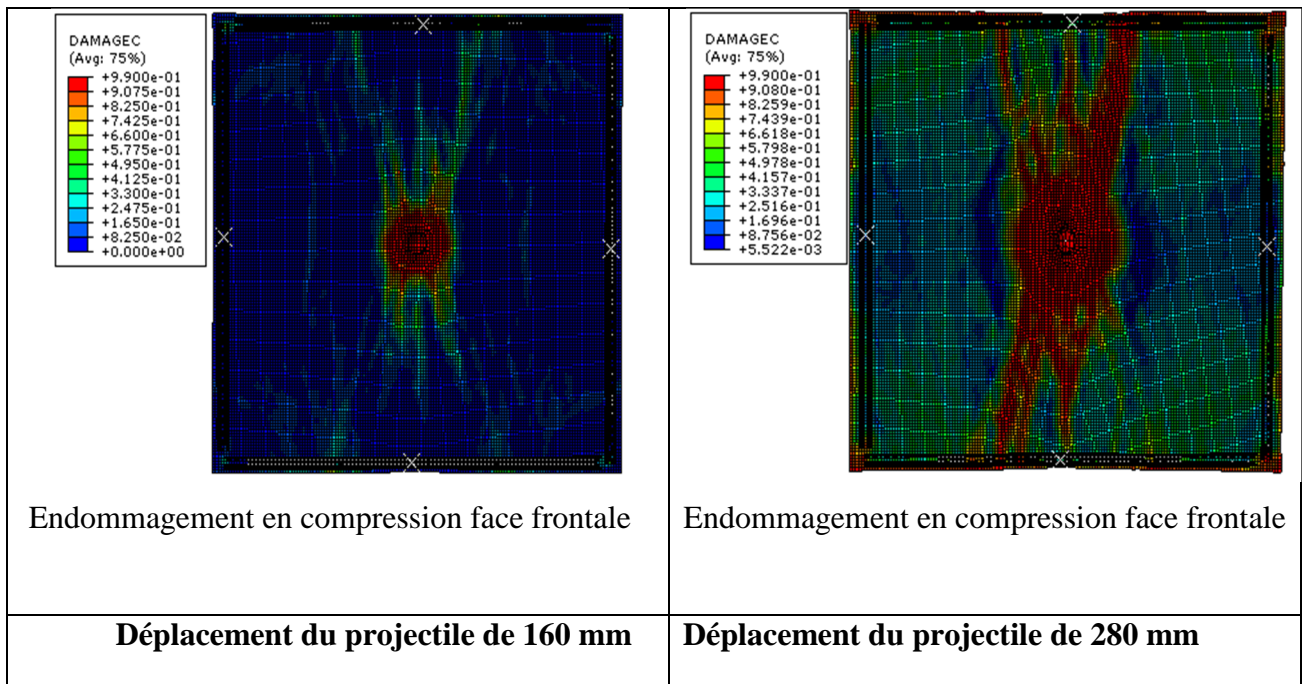 DAMAGEC
(Avg: 75%)
+9.900e-01
+9.075e-01
+8.250e-01
+7.425e-01
+6.600e-01
+5.775e-01
+4.950e-01
+4.125e-01
+3.300e-01
+2.475e-01
+1.650e-01
+8.250e-02
+0.000e+00
Endommagement en compression face frontale
DAMAGEC
(Avg: 75%)
+9.900e-01
+9.080e-01
+8.259e-01
+7.439e-01
+6.618e-01
+5.798e-01
+4.978e-01
+4.157e-01
+3.337e-01
+2.516e-01
+1.696e-01
+8.756e-02
+5.522e-03
Endommagement en compression face frontale
Déplacement du projectile de 160 mm
Déplacement du projectile de 280 mm